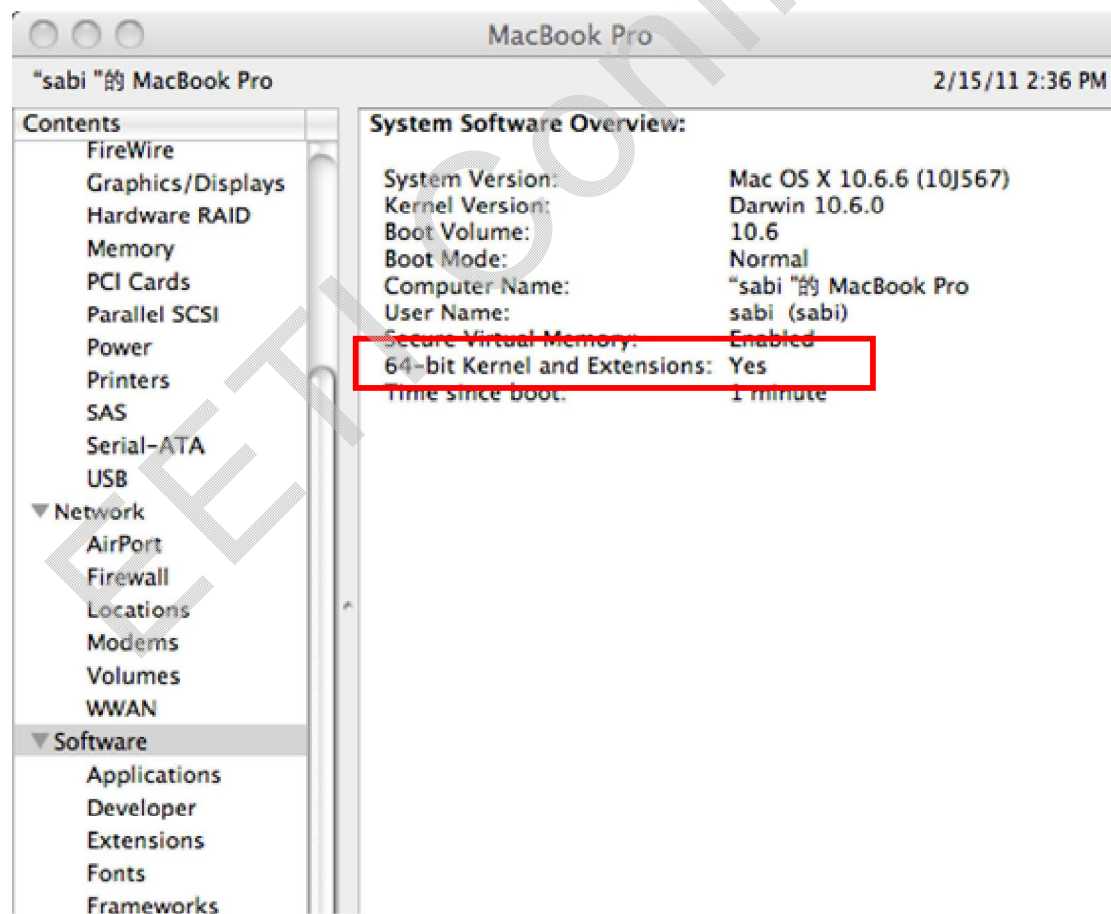 MacBook Pro
“sabi ”的 MacBook Pro
2/15/11 2:36 PM
Contents
FireWire
Graphics/Displays
Hardware RAID
Memory
PCI Cards
Parallel SCSI
Power
Printers
SAS
Serial-ATA
USB
Network
AirPort
Firewall
Locations
Modems
Volumes
WWAN
Software
Applications
Developer
Extensions
Fonts
Frameworks
System Software Overview:
System Version: Mac OS X 10.6.6 (10J567)
Kernel Version: Darwin 10.6.0
Boot Volume: 10.6
Boot Mode: Normal
Computer Name: “sabi ”的 MacBook Pro
User Name: sabi (sabi)
Secure Virtual Memory: Enabled
64-bit Kernel and Extensions: Yes
Time since boot: 1 minute
EETI